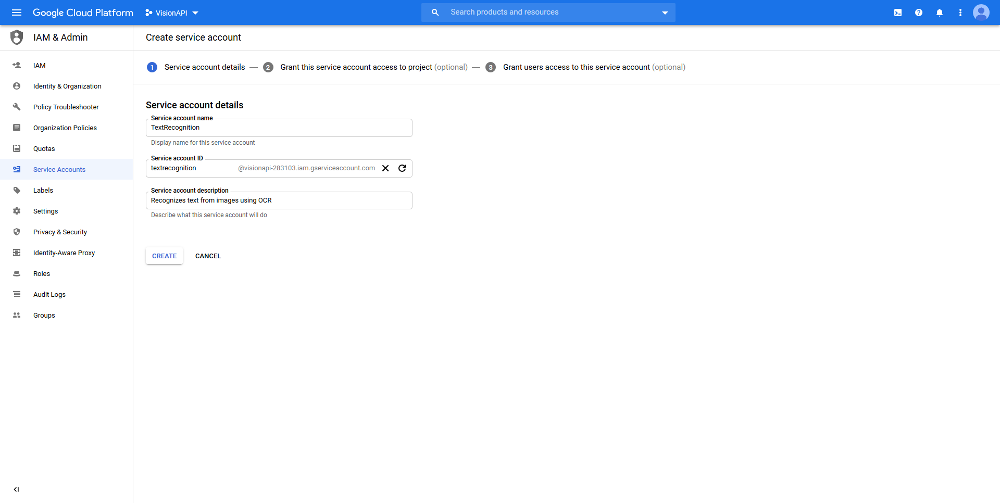 Google Cloud Platform
VisionAPI
Search products and resources
IAM & Admin
IAM
Identity & Organization
Policy Troubleshooter
Organization Policies
Quotas
Service Accounts
Labels
Settings
Privacy & Security
Identity-Aware Proxy
Roles
Audit Logs
Groups
Create service account
1 Service account details — 2 Grant this service account access to project (optional) — 3 Grant users access to this service account (optional)
Service account details
Service account name
TextRecognition
Display name for this service account
Service account ID
textrecognition @visionapi-283103.iam.gserviceaccount.com
Service account description
Recognizes text from images using OCR
Describe what this service account will do
CREATE CANCEL